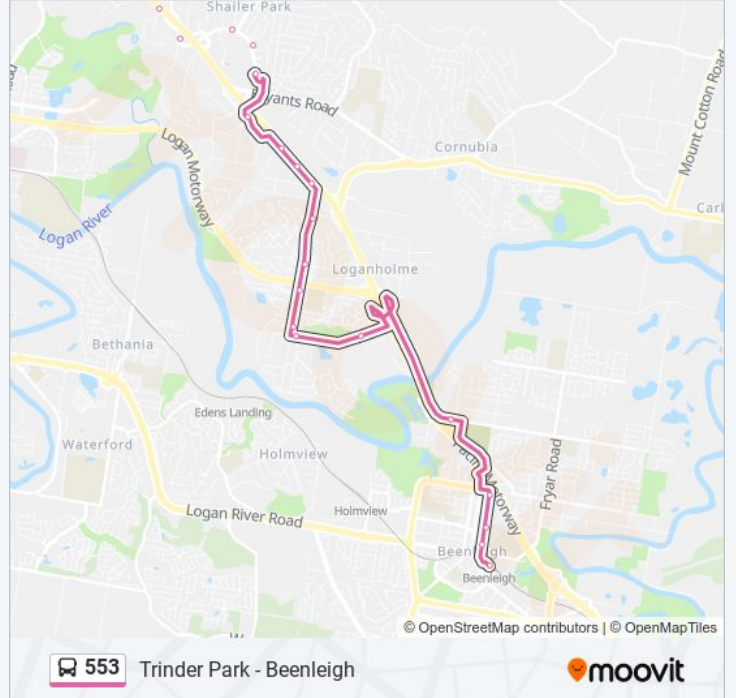 Shailer Park
Bryants Road
Mount Cotton Road
Cornubia
Logan Motorway
Logan River
Loganholme
Bethania
Edens Landing
Waterford
Holmview
Pacific Motorway
Fryar Road
Holmview
Logan River Road
Beenleigh
Beenleigh
© OpenStreetMap contributors | © OpenMapTiles
553 Trinder Park - Beenleigh
moovit